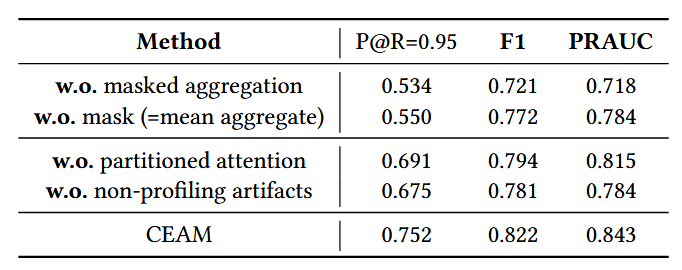 Method P@R=0.95 F1 PRAUC
w.o. masked aggregation 0.534 0.721 0.718
w.o. mask (=mean aggregate) 0.550 0.772 0.784
w.o. partitioned attention 0.691 0.794 0.815
w.o. non-profiling artifacts 0.675 0.781 0.784
CEAM 0.752 0.822 0.843